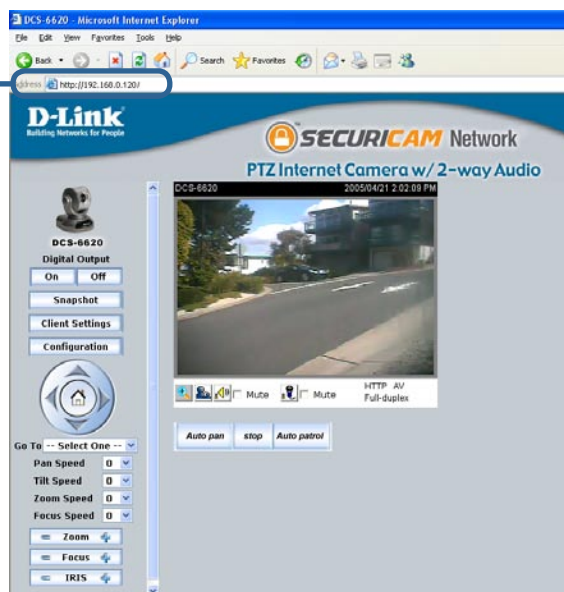 DCS-6620 - Microsoft Internet Explorer
File Edit View Favorites Tools Help
Back Search Favorites
Address http://192.168.0.120/
D-Link
Building Networks for People
SECURICAM Network
PTZ Internet Camera w/ 2-way Audio
DCS-6620 2005/04/21 2:02:09 PM
DCS-6620
Digital Output
On Off
Snapshot
Client Settings
Configuration
Mute Mute HTTP AV
Full-duplex
Auto pan stop Auto patrol
Go To -- Select One --
Pan Speed 0
Tilt Speed 0
Zoom Speed 0
Focus Speed 0
Zoom
Focus
IRIS